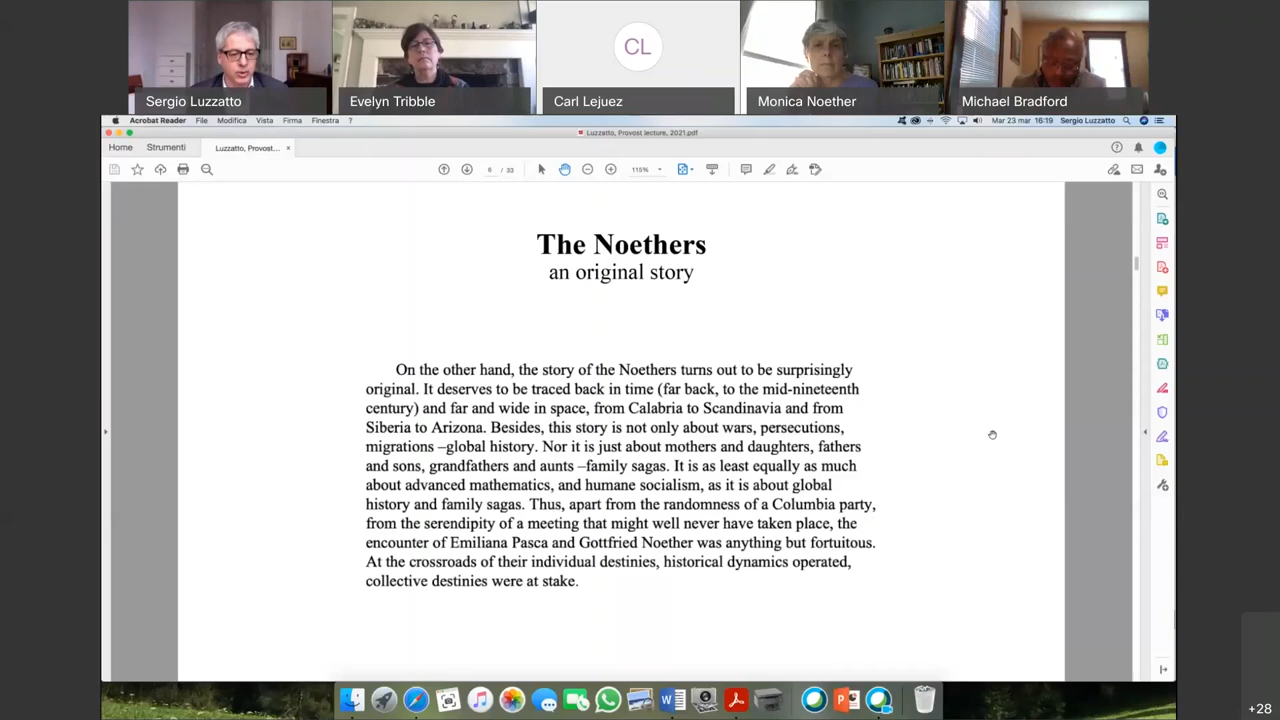 CL
Sergio Luzzatto
Evelyn Tribble
Carl Lejuez
Monica Noether
Michael Bradford
Acrobat Reader File Modifica Vista Firma Finestra ? Mar 23 mar 16:19 Sergio Luzzatto
Luzzatto, Provost lecture, 2021.pdf
Home Strumenti Luzzatto, Provost... ×
6 / 33 115%
The Noethers
an original story
On the other hand, the story of the Noethers turns out to be surprisingly
original. It deserves to be traced back in time (far back, to the mid-nineteenth
century) and far and wide in space, from Calabria to Scandinavia and from
Siberia to Arizona. Besides, this story is not only about wars, persecutions,
migrations –global history. Nor it is just about mothers and daughters, fathers
and sons, grandfathers and aunts –family sagas. It is as least equally as much
about advanced mathematics, and humane socialism, as it is about global
history and family sagas. Thus, apart from the randomness of a Columbia party,
from the serendipity of a meeting that might well never have taken place, the
encounter of Emiliana Pasca and Gottfried Noether was anything but fortuitous.
At the crossroads of their individual destinies, historical dynamics operated,
collective destinies were at stake.
+28